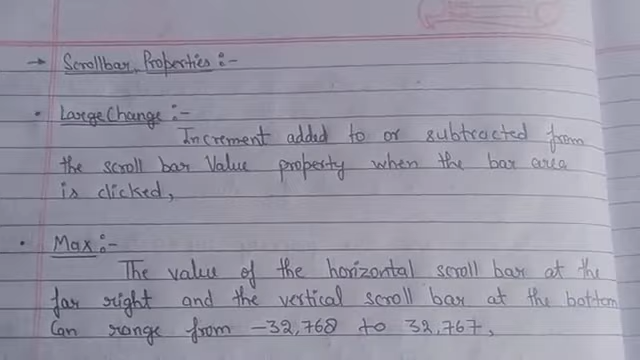 → Scrollbar Properties :-
• LargeChange :-
Increment added to or subtracted from
the scroll bar Value property when the bar area
is clicked,
• Max :-
The value of the horizontal scroll bar at the
far right and the vertical scroll bar at the bottom
Can range from -32,768 to 32,767,